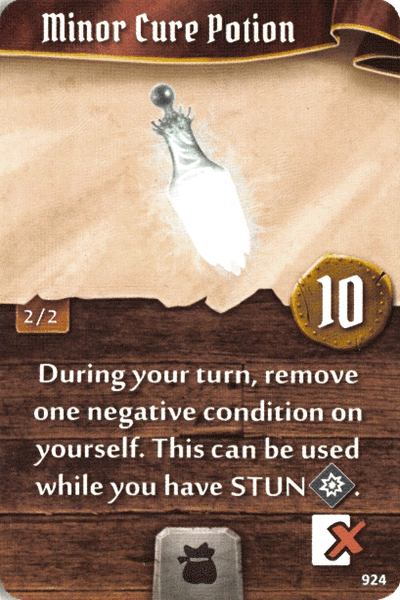 Minor Cure Potion
2/2
10
During your turn, remove
one negative condition on
yourself. This can be used
while you have STUN.
924